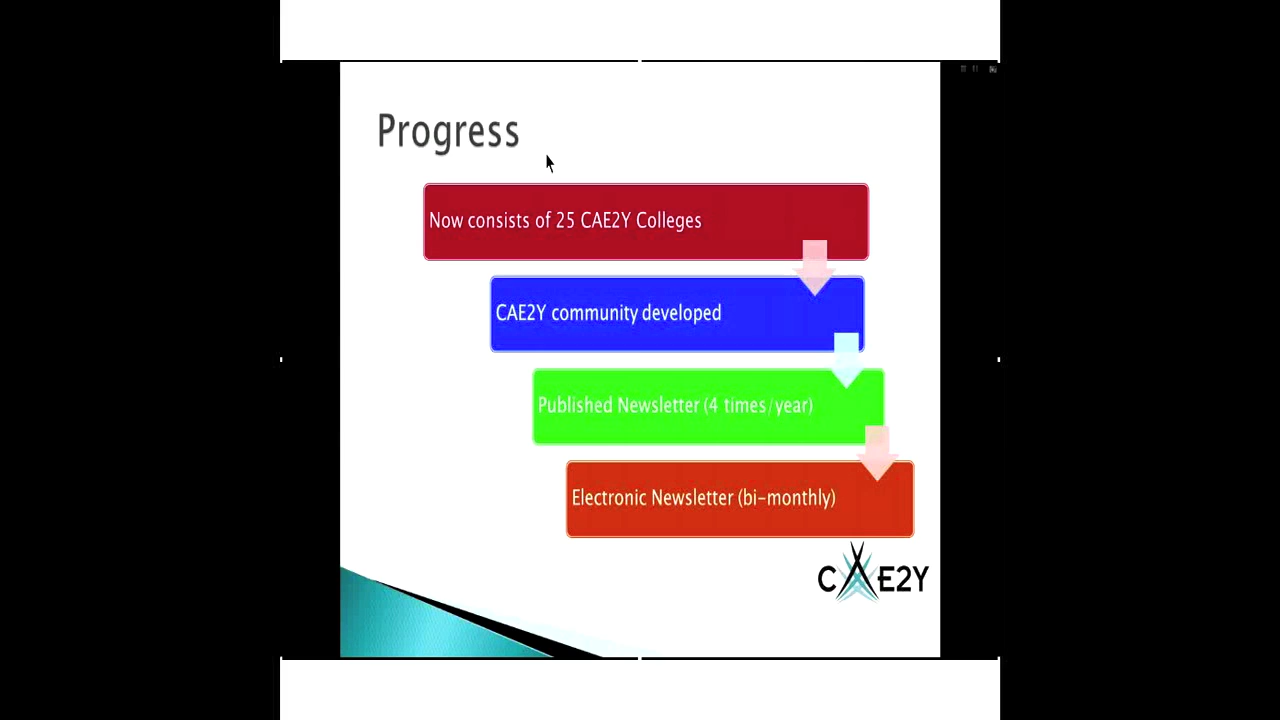 Progress
Now consists of 25 CAE2Y Colleges
CAE2Y community developed
Published Newsletter (4 times/year)
Electronic Newsletter (bi-monthly)
CAE2Y